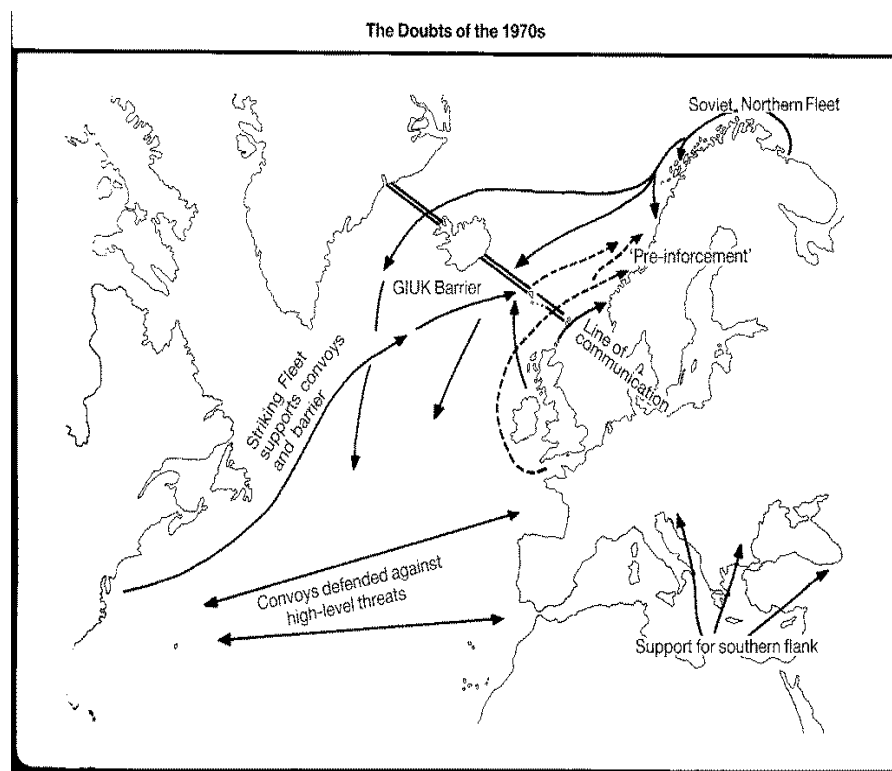 The Doubts of the 1970s
Soviet Northern Fleet
'Pre-inforcement'
GIUK Barrier
Line of
communication
Striking Fleet
supports convoys
and barrier
Convoys defended against
high-level threats
Support for southern flank